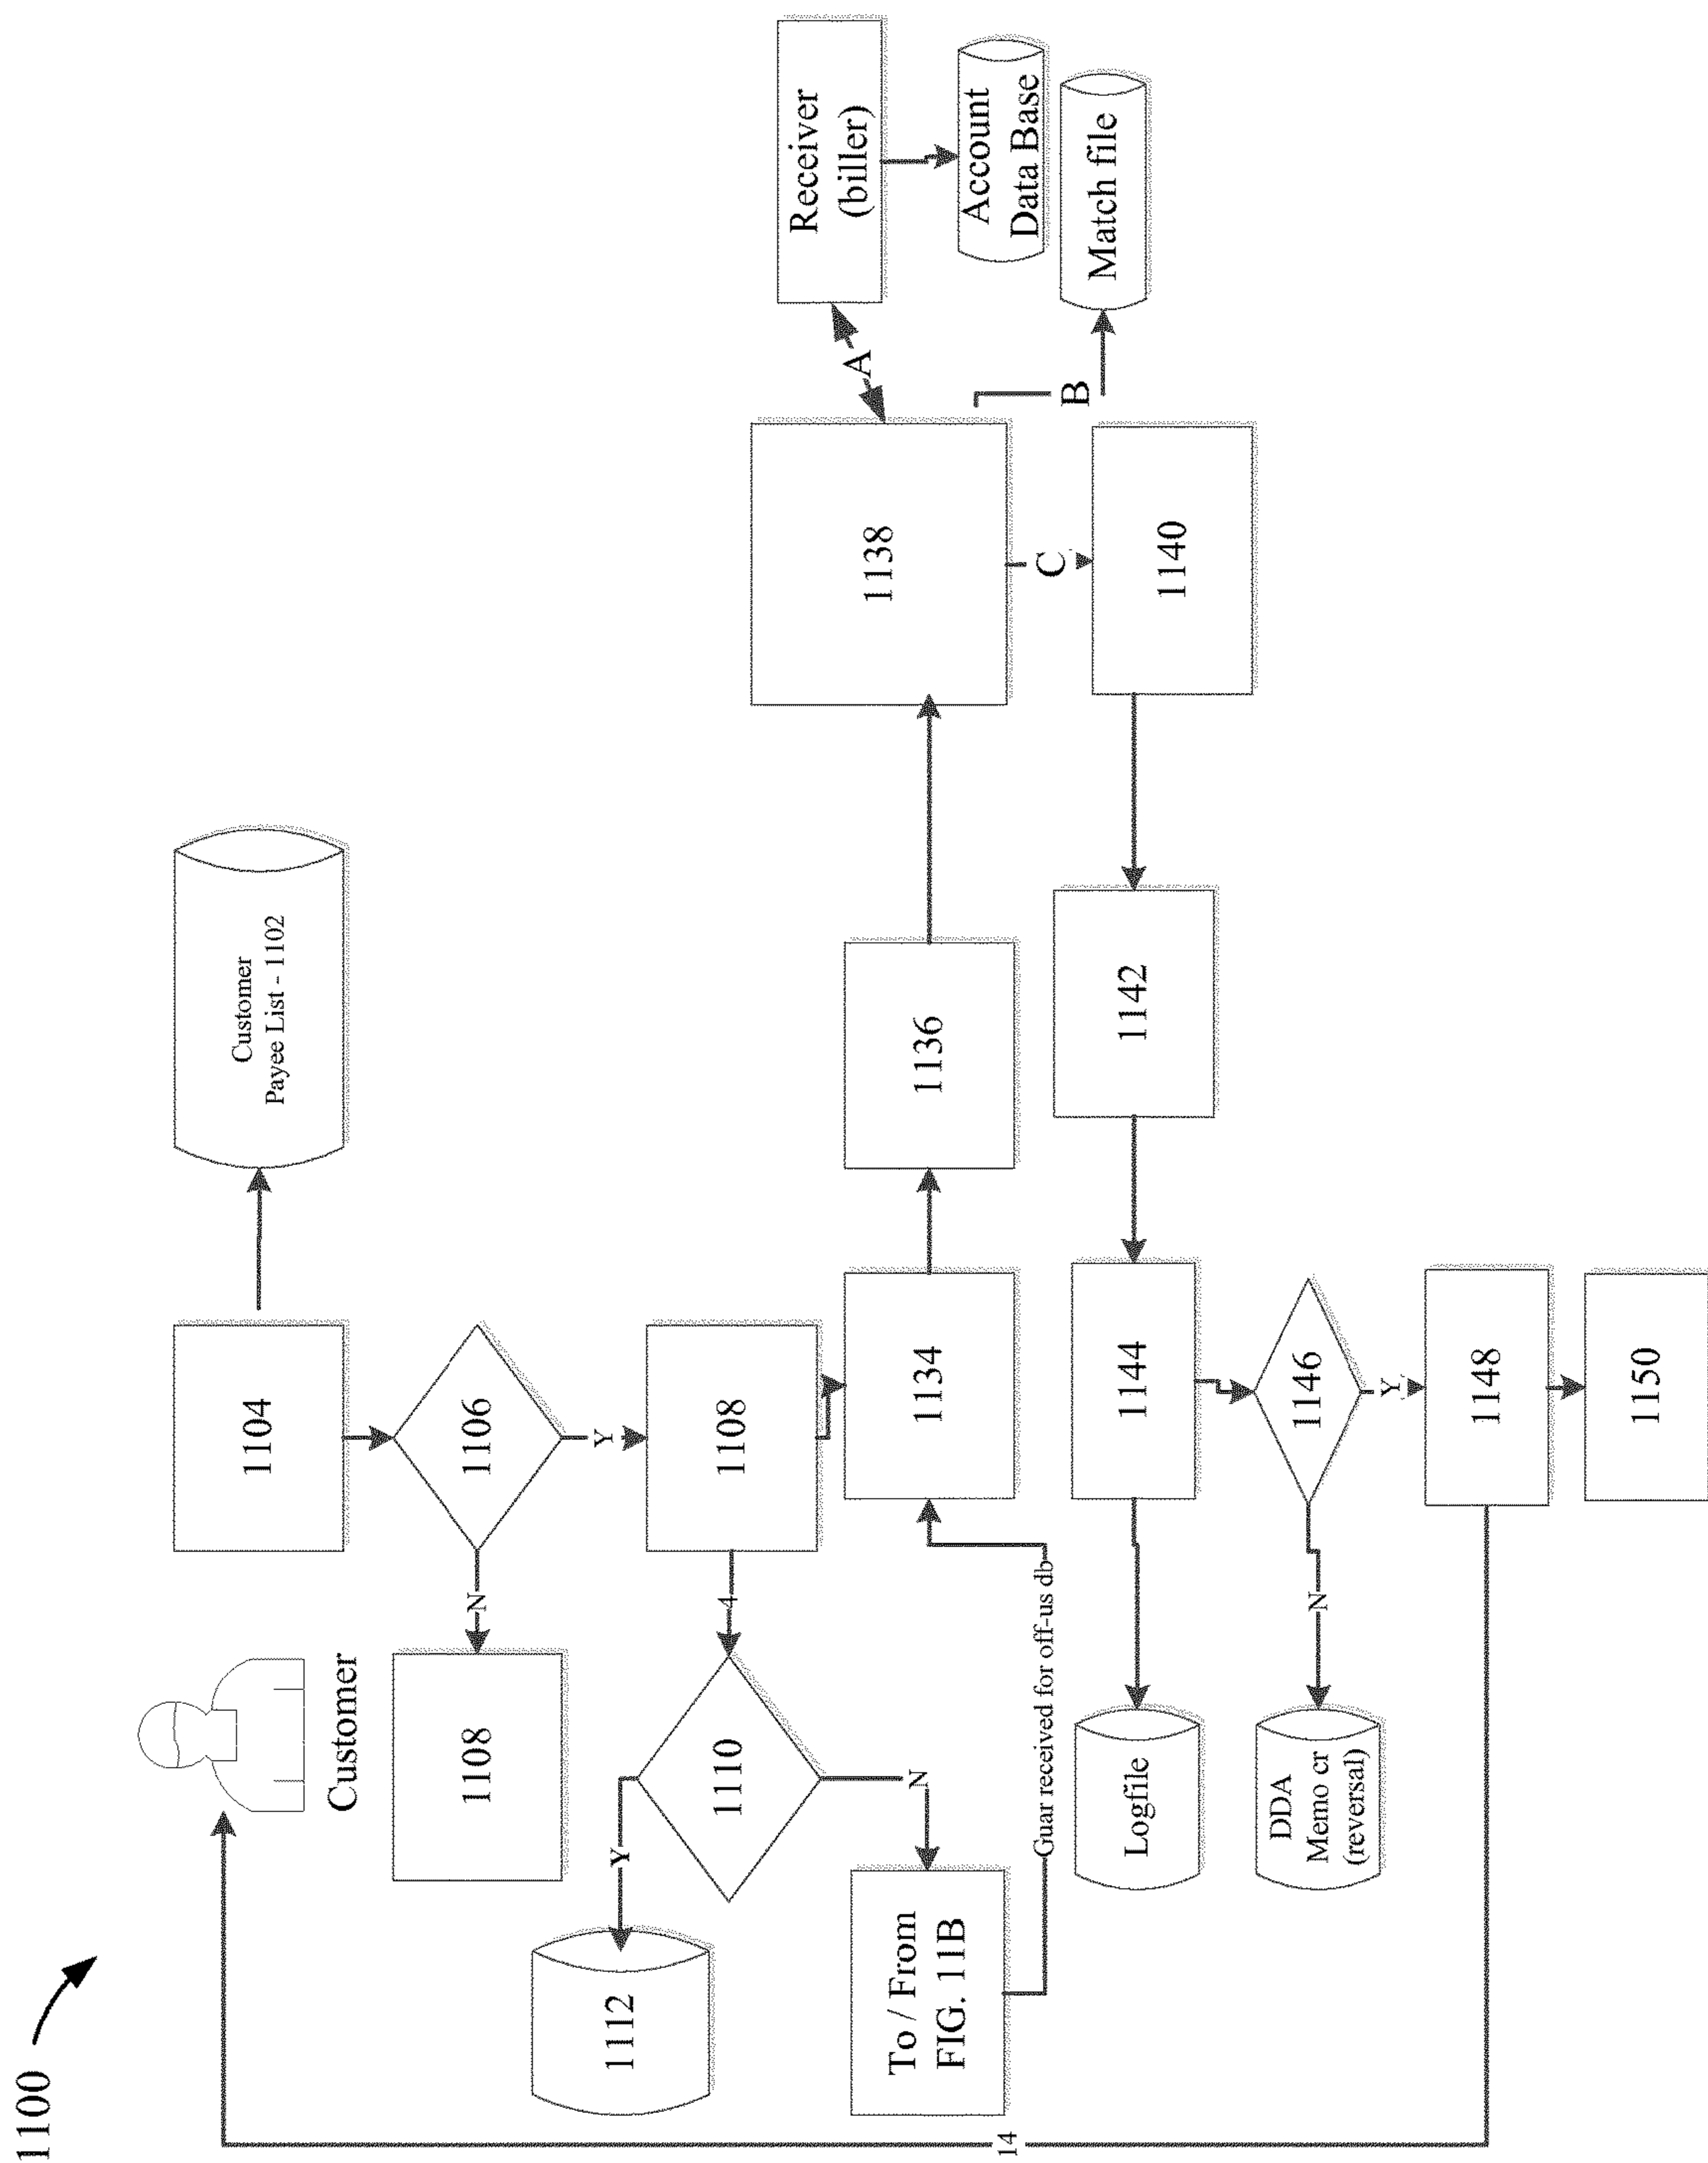 1100
Customer
1104
Customer
Payee List - 1102
1106
N
Y
1108
1108
4
1110
Y
N
1112
To / From
FIG. 11B
Guar received for off-us db
1134
1136
1138
A
Receiver
(biller)
Account
Data Base
B
Match file
C
1140
1142
1144
Logfile
1146
N
Y
DDA
Memo cr
(reversal)
1148
14
1150